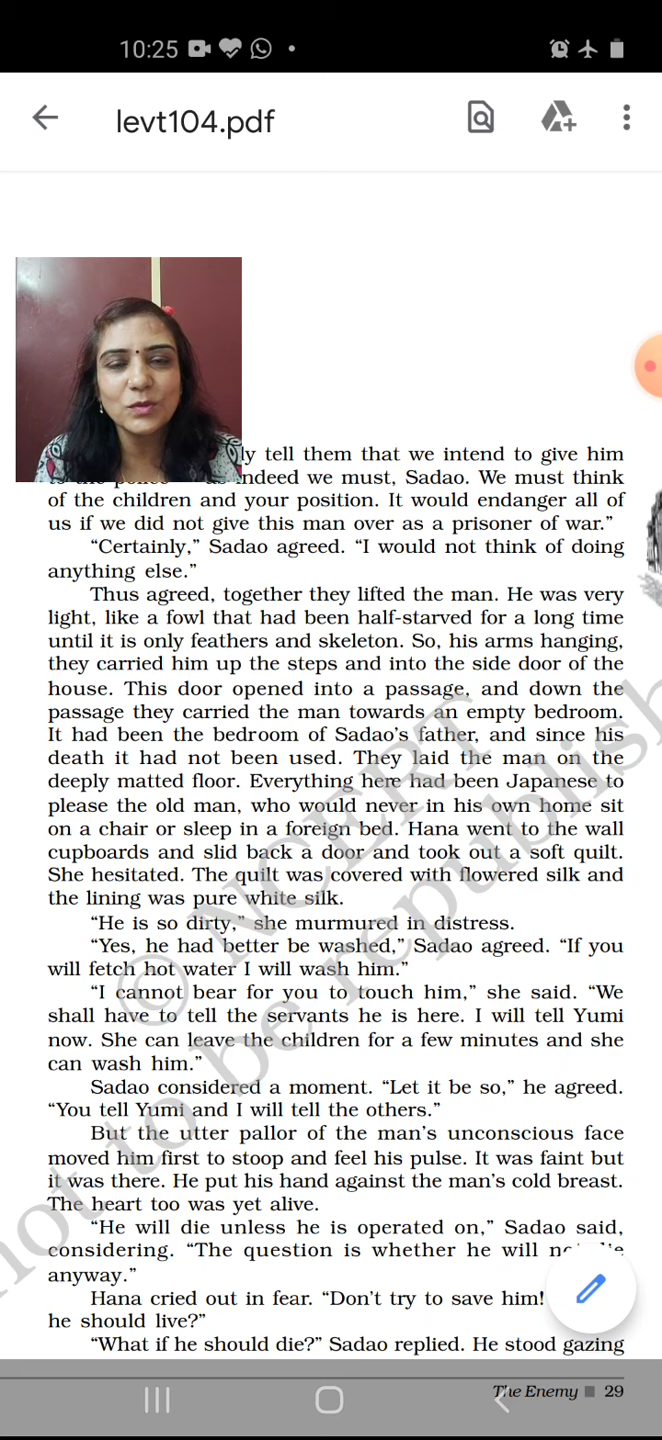 10:25
levt104.pdf
ly tell them that we intend to give him
indeed we must, Sadao. We must think
of the children and your position. It would endanger all of
us if we did not give this man over as a prisoner of war.”
“Certainly,” Sadao agreed. “I would not think of doing
anything else.”
Thus agreed, together they lifted the man. He was very
light, like a fowl that had been half-starved for a long time
until it is only feathers and skeleton. So, his arms hanging,
they carried him up the steps and into the side door of the
house. This door opened into a passage, and down the
passage they carried the man towards an empty bedroom.
It had been the bedroom of Sadao’s father, and since his
death it had not been used. They laid the man on the
deeply matted floor. Everything here had been Japanese to
please the old man, who would never in his own home sit
on a chair or sleep in a foreign bed. Hana went to the wall
cupboards and slid back a door and took out a soft quilt.
She hesitated. The quilt was covered with flowered silk and
the lining was pure white silk.
“He is so dirty,” she murmured in distress.
“Yes, he had better be washed,” Sadao agreed. “If you
will fetch hot water I will wash him.”
“I cannot bear for you to touch him,” she said. “We
shall have to tell the servants he is here. I will tell Yumi
now. She can leave the children for a few minutes and she
can wash him.”
Sadao considered a moment. “Let it be so,” he agreed.
“You tell Yumi and I will tell the others.”
But the utter pallor of the man’s unconscious face
moved him first to stoop and feel his pulse. It was faint but
it was there. He put his hand against the man’s cold breast.
The heart too was yet alive.
“He will die unless he is operated on,” Sadao said,
considering. “The question is whether he will
anyway.”
Hana cried out in fear. “Don’t try to save him!
he should live?”
“What if he should die?” Sadao replied. He stood gazing
The Enemy 29
© NCERT
not to be republish